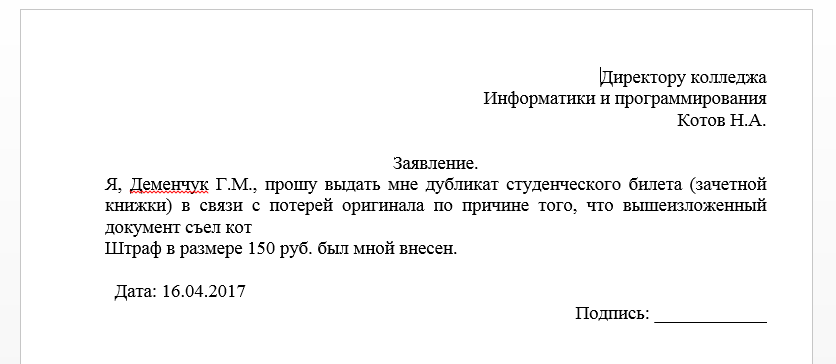 Директору колледжа
Информатики и программирования
Котов Н.А.
Заявление.
Я, Деменчук Г.М., прошу выдать мне дубликат студенческого билета (зачетной
книжки) в связи с потерей оригинала по причине того, что вышеизложенный
документ съел кот
Штраф в размере 150 руб. был мной внесен.
Дата: 16.04.2017
Подпись: ____________